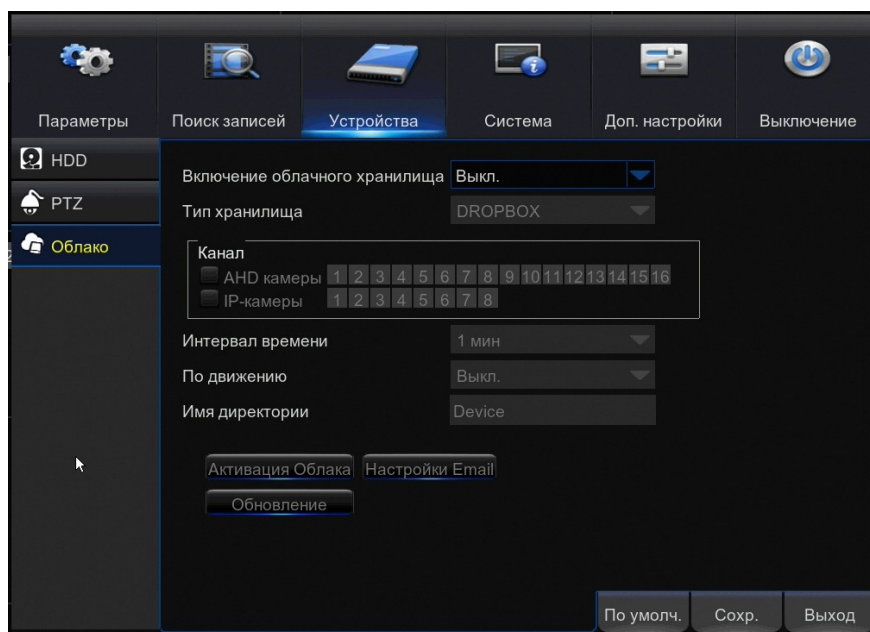 Параметры Поиск записей Устройства Система Доп. настройки Выключение
HDD
PTZ
Облако
Включение облачного хранилища Выкл.
Тип хранилища DROPBOX
Канал
AHD камеры 1 2 3 4 5 6 7 8 9 10 11 12 13 14 15 16
IP-камеры 1 2 3 4 5 6 7 8
Интервал времени 1 мин
По движению Выкл.
Имя директории Device
Активация Облака Настройки Email
Обновление
По умолч. Сохр. Выход